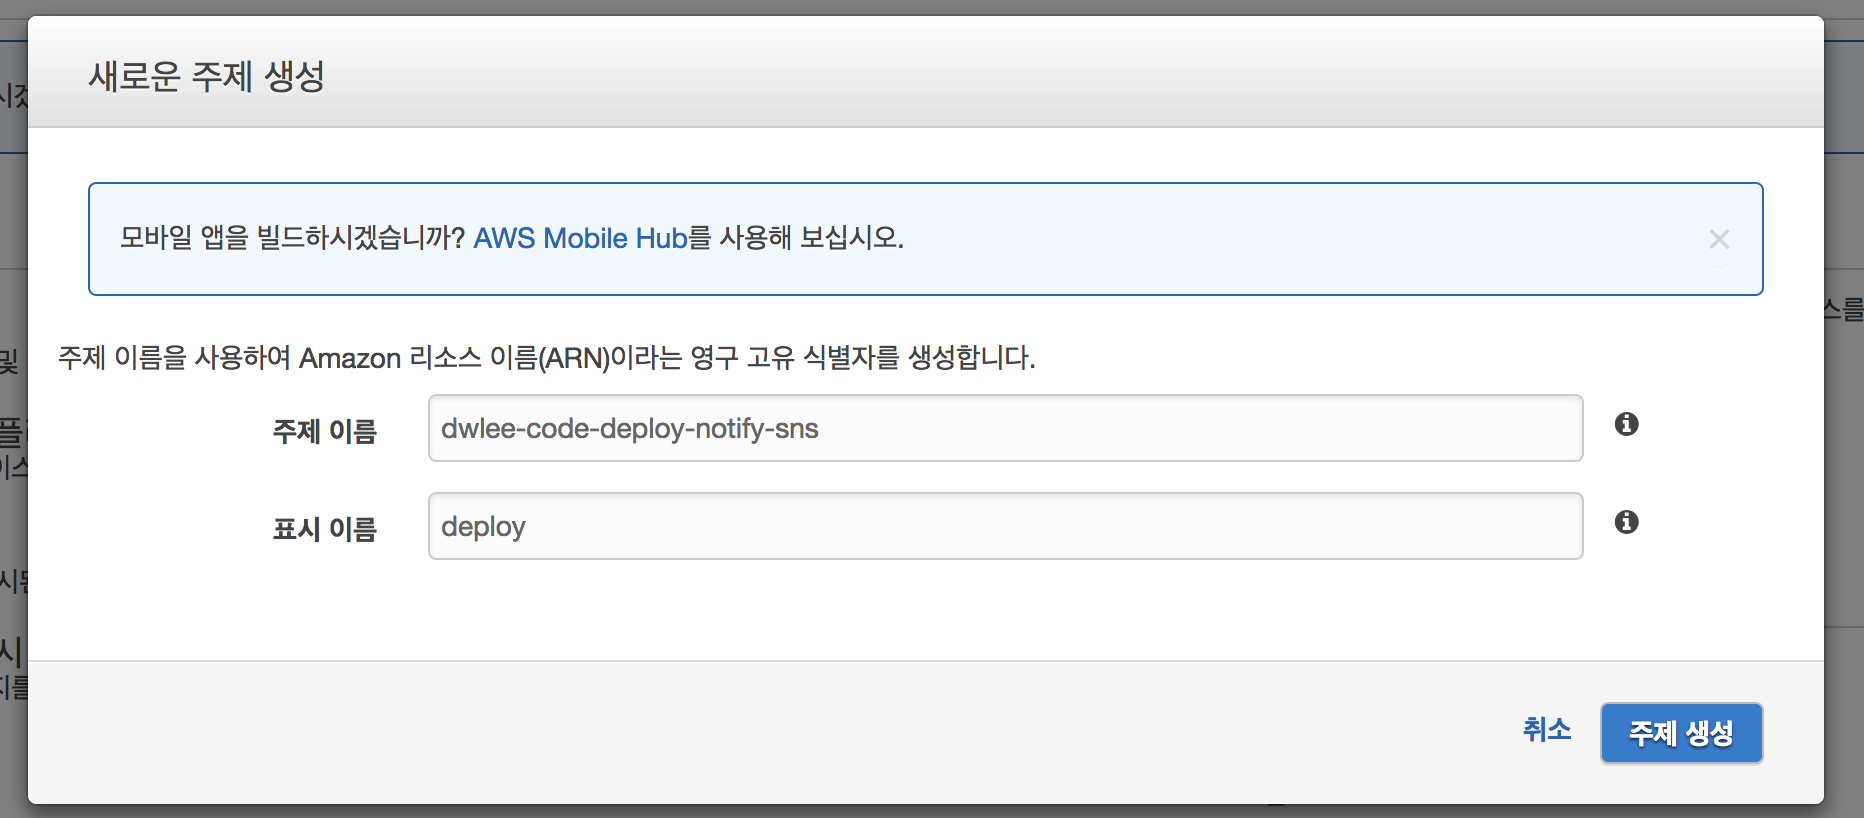 새로운 주제 생성
모바일 앱을 빌드하시겠습니까? AWS Mobile Hub를 사용해 보십시오.
주제 이름을 사용하여 Amazon 리소스 이름(ARN)이라는 영구 고유 식별자를 생성합니다.
주제 이름 dwlee-code-deploy-notify-sns
표시 이름 deploy
취소 주제 생성
및
스를